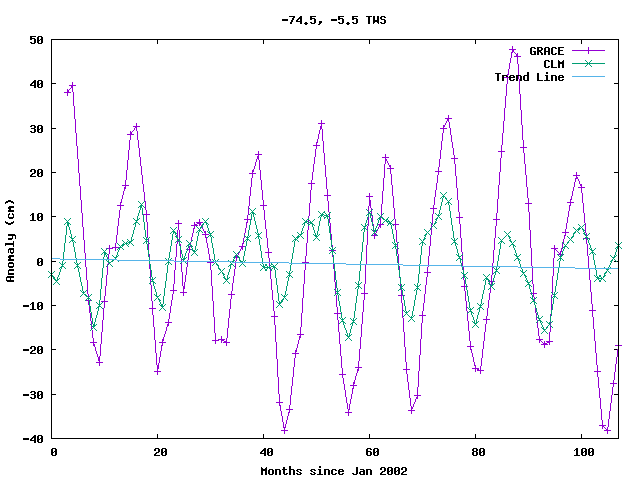 -74.5, -5.5 TWS
GRACE
CLM
Trend Line
50
40
30
20
10
0
-10
-20
-30
-40
Anomaly (cm)
0 20 40 60 80 100
Months since Jan 2002